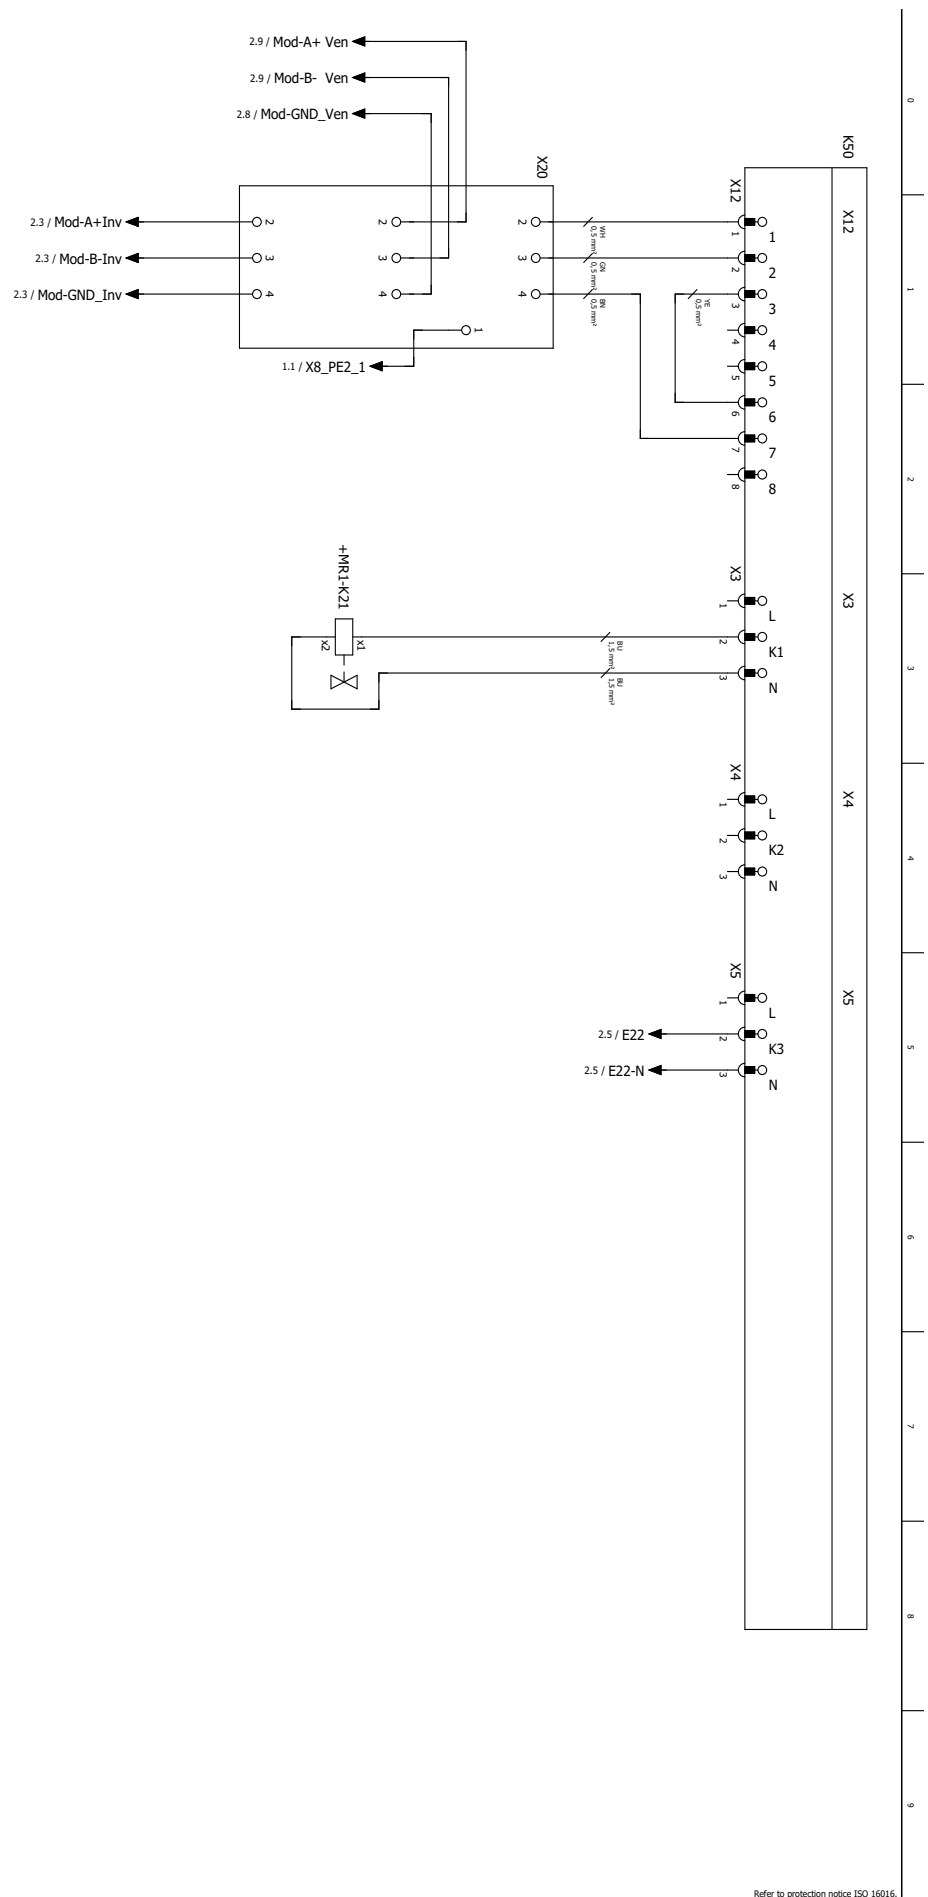 2.9 / Mod-A+ Ven
2.9 / Mod-B- Ven
2.8 / Mod-GND_Ven
0
K50
X20
X12
X12
2.3 / Mod-A+Inv
2
2
2
WH
0,5 mm²
1
1
2.3 / Mod-B-Inv
3
3
3
GN
0,5 mm²
2
2
2.3 / Mod-GND_Inv
4
4
4
BN
0,5 mm²
YE
0,5 mm²
3
3
1
1
4
4
1.1 / X8_PE2_1
5
5
6
6
7
7
8
8
2
+MR1-K21
X3
X3
1
L
x2
x1
BU
1,5 mm²
2
K1
BU
1,5 mm²
3
N
3
X4
X4
1
L
2
K2
3
N
4
X5
X5
1
L
2.5 / E22
2
K3
5
2.5 / E22-N
3
N
6
7
8
9
Refer to protection notice ISO 16016.